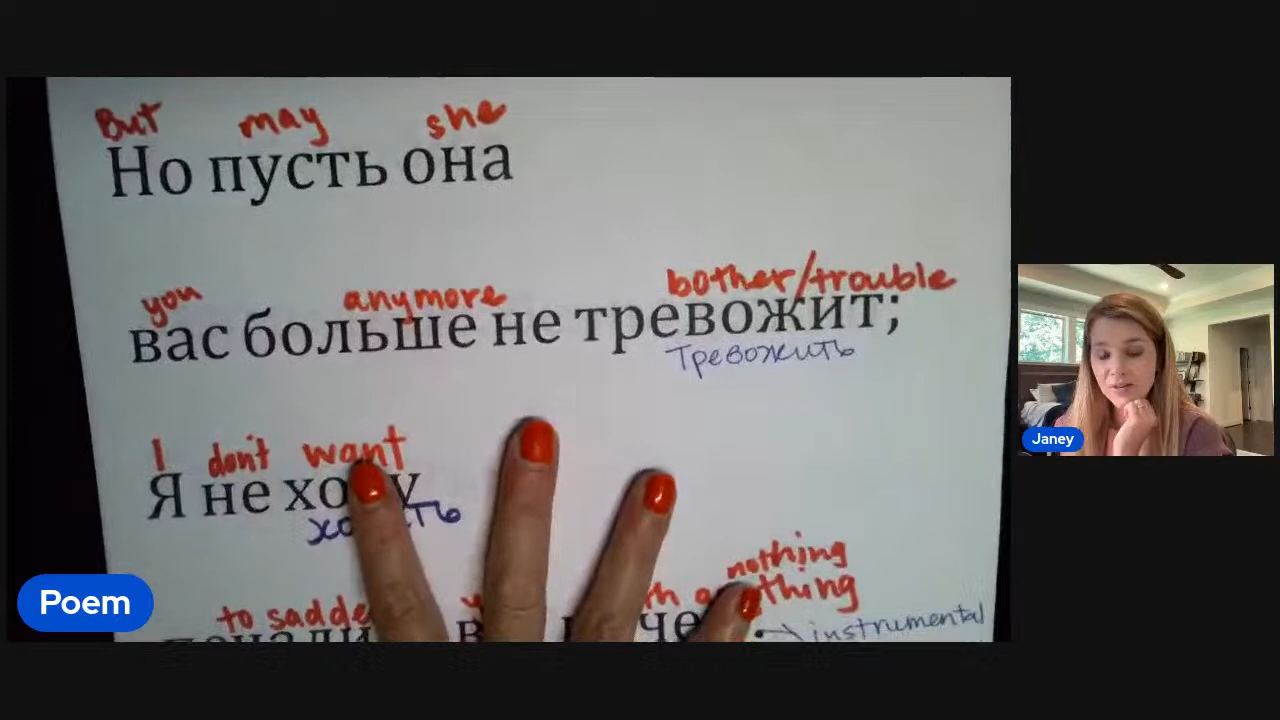 But may she
Но пусть она
you anymore bother/trouble
вас больше не тревожит;
тревожить
I don't want
Я не
nothing
to
instrumental
Poem
Janey